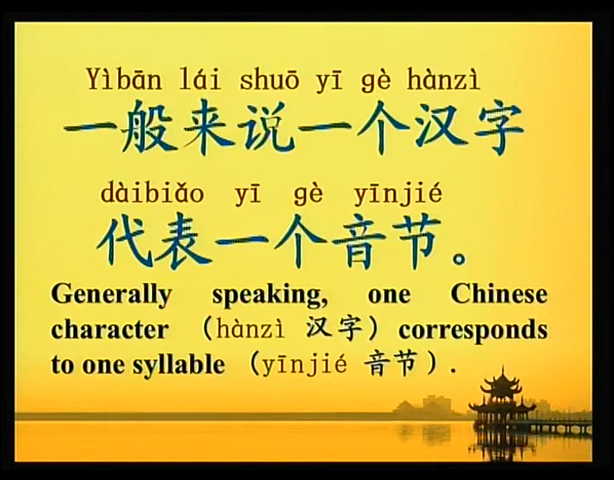 Yìbān lái shuō yī gè hànzì
一般来说一个汉字
dàibiǎo yī gè yīnjié
代表一个音节。
Generally speaking, one Chinese
character （hànzì 汉字）corresponds
to one syllable （yīnjié 音节）.